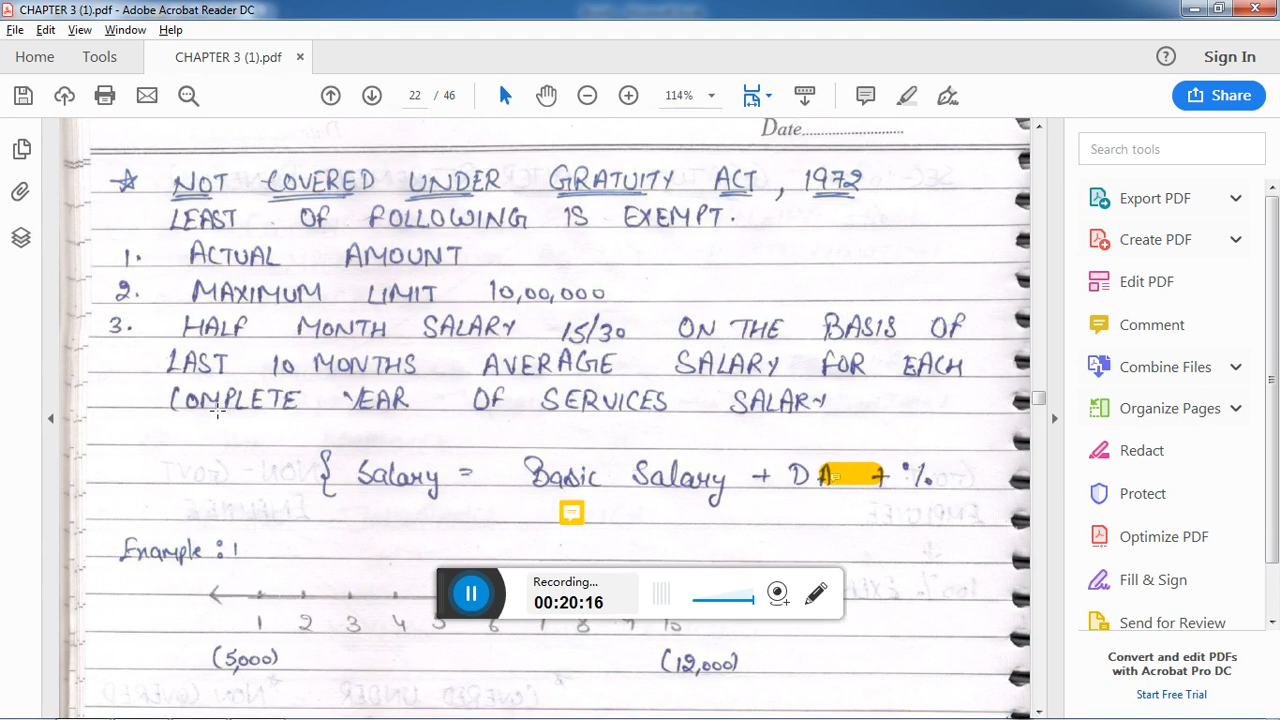 CHAPTER 3 (1).pdf - Adobe Acrobat Reader DC
File Edit View Window Help
Home Tools CHAPTER 3 (1).pdf × Sign In
22 / 46 114% Share
Date
Search tools
☆ NOT COVERED UNDER GRATUITY ACT, 1972
LEAST OF FOLLOWING IS EXEMPT.
1. ACTUAL AMOUNT
2. MAXIMUM LIMIT 10,00,000
3. HALF MONTH SALARY 15/30 ON THE BASIS OF
LAST 10 MONTHS AVERAGE SALARY FOR EACH
COMPLETE YEAR OF SERVICES SALARY
{ Salary = Basic Salary + DA + %.
Example : 1
1 2 3 4 5 6 7 8 9 10
(5,000) (12,000)
Recording...
00:20:16
Export PDF
Create PDF
Edit PDF
Comment
Combine Files
Organize Pages
Redact
Protect
Optimize PDF
Fill & Sign
Send for Review
Convert and edit PDFs
with Acrobat Pro DC
Start Free Trial